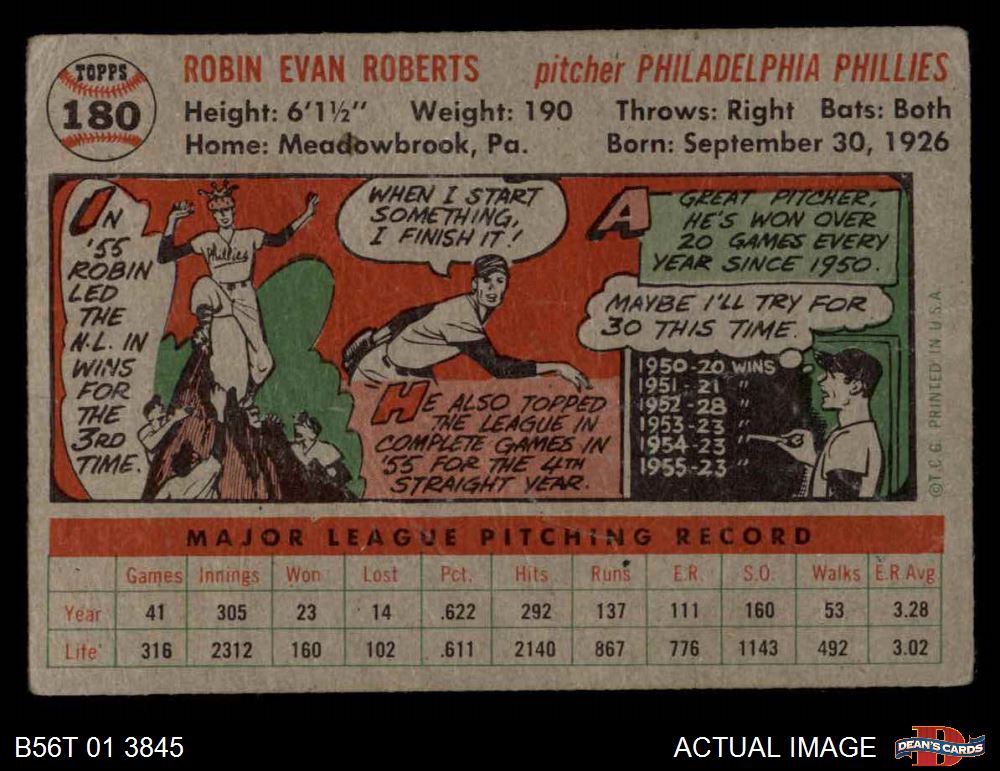 TOPPS
180
ROBIN EVAN ROBERTS pitcher PHILADELPHIA PHILLIES
Height: 6'1½" Weight: 190 Throws: Right Bats: Both
Home: Meadowbrook, Pa. Born: September 30, 1926
IN
'55
ROBIN
LED
THE
N.L. IN
WINS
FOR
THE
3RD
TIME.
Phillies
WHEN I START
SOMETHING,
I FINISH IT!
HE ALSO TOPPED
THE LEAGUE IN
COMPLETE GAMES IN
'55 FOR THE 4TH
STRAIGHT YEAR.
A GREAT PITCHER,
HE'S WON OVER
20 GAMES EVERY
YEAR SINCE 1950.
MAYBE I'LL TRY FOR
30 THIS TIME.
1950-20 WINS
1951-21 "
1952-28 "
1953-23 "
1954-23 "
1955-23 "
©T.C.G. PRINTED IN U.S.A.
MAJOR LEAGUE PITCHING RECORD
Games Innings Won Lost Pct. Hits Runs E.R. S.O. Walks E.R.Avg
Year 41 305 23 14 .622 292 137 111 160 53 3.28
Life 316 2312 160 102 .611 2140 867 776 1143 492 3.02
B56T 01 3845
ACTUAL IMAGE
DEAN'S CARDS